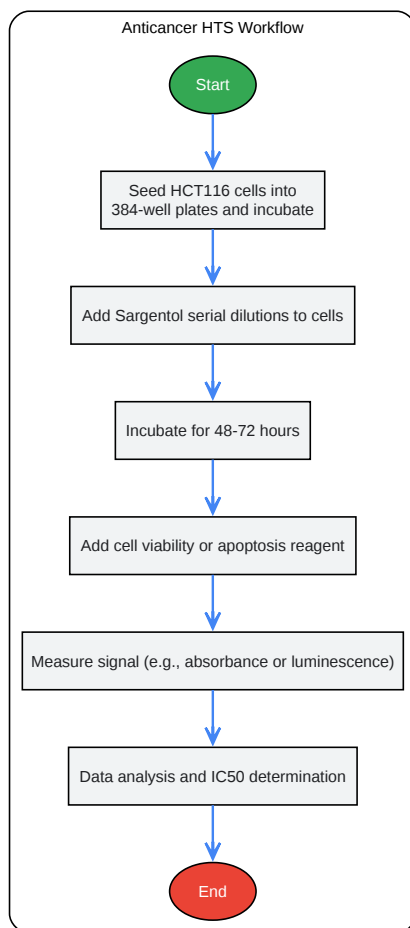 Anticancer HTS Workflow
Start
Seed HCT116 cells into
384-well plates and incubate
Add Sargentol serial dilutions to cells
Incubate for 48-72 hours
Add cell viability or apoptosis reagent
Measure signal (e.g., absorbance or luminescence)
Data analysis and IC50 determination
End